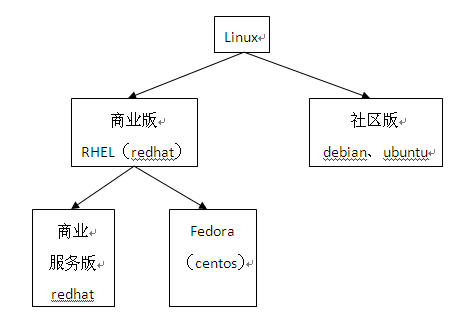 Linux
商业版
RHEL（redhat）
社区版
debian、ubuntu
商业
服务版
redhat
Fedora
（centos）